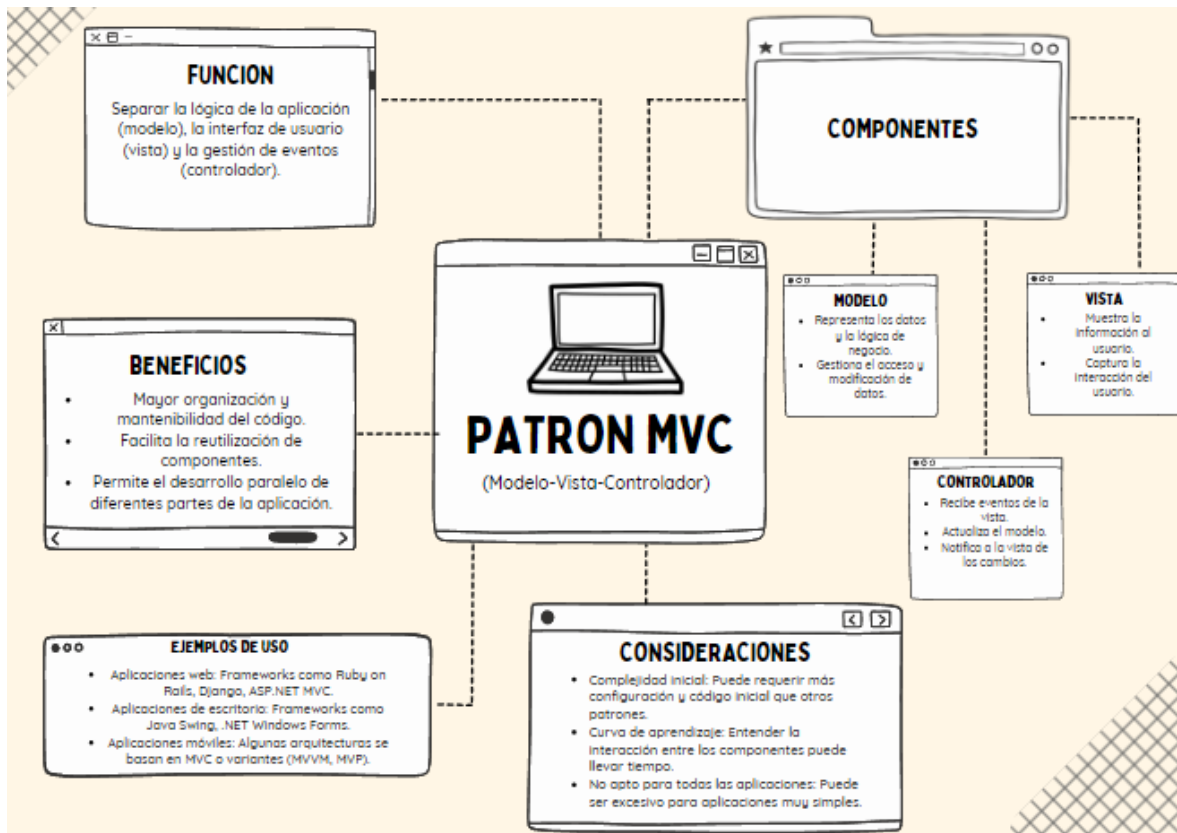 FUNCION
Separar la lógica de la aplicación
(modelo), la interfaz de usuario
(vista) y la gestión de eventos
(controlador).
COMPONENTES
MODELO
• Representa los datos
y la lógica de
negocio.
• Gestiona el acceso y
modificación de
datos.
VISTA
• Muestra la
información al
usuario.
• Captura la
interacción del
usuario.
CONTROLADOR
• Recibe eventos de la
vista.
• Actualiza el modelo.
• Notifica a la vista de
los cambios.
PATRON MVC
(Modelo-Vista-Controlador)
BENEFICIOS
• Mayor organización y
mantenibilidad del código.
• Facilita la reutilización de
componentes.
• Permite el desarrollo paralelo de
diferentes partes de la aplicación.
EJEMPLOS DE USO
• Aplicaciones web: Frameworks como Ruby on
Rails, Django, ASP.NET MVC.
• Aplicaciones de escritorio: Frameworks como
Java Swing, .NET Windows Forms.
• Aplicaciones móviles: Algunas arquitecturas se
basan en MVC o variantes (MVVM, MVP).
CONSIDERACIONES
• Complejidad inicial: Puede requerir más
configuración y código inicial que otros
patrones.
• Curva de aprendizaje: Entender la
interacción entre los componentes puede
llevar tiempo.
• No apto para todas las aplicaciones: Puede
ser excesivo para aplicaciones muy simples.